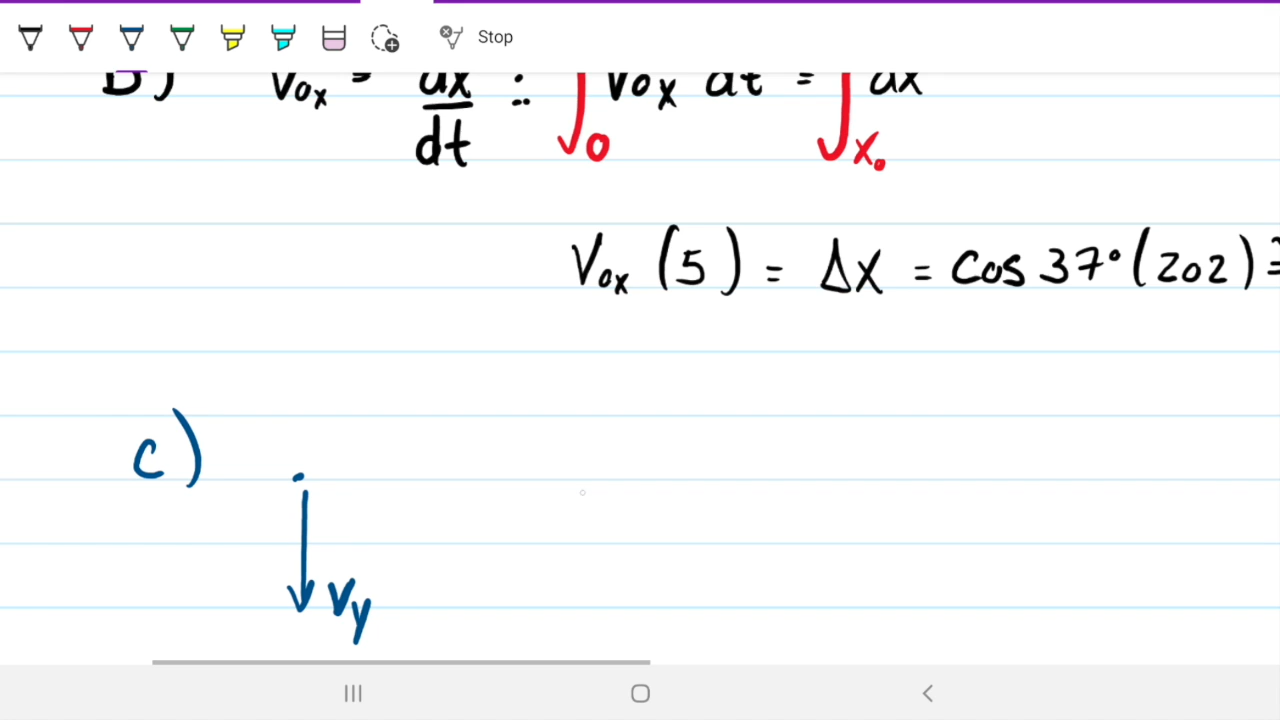 Stop
B) Vox = dx ∴ ∫ Vox dt = ∫ dx
dt 0 x₀
Vox (5) = Δx = cos 37° (202) =
c)
Vy